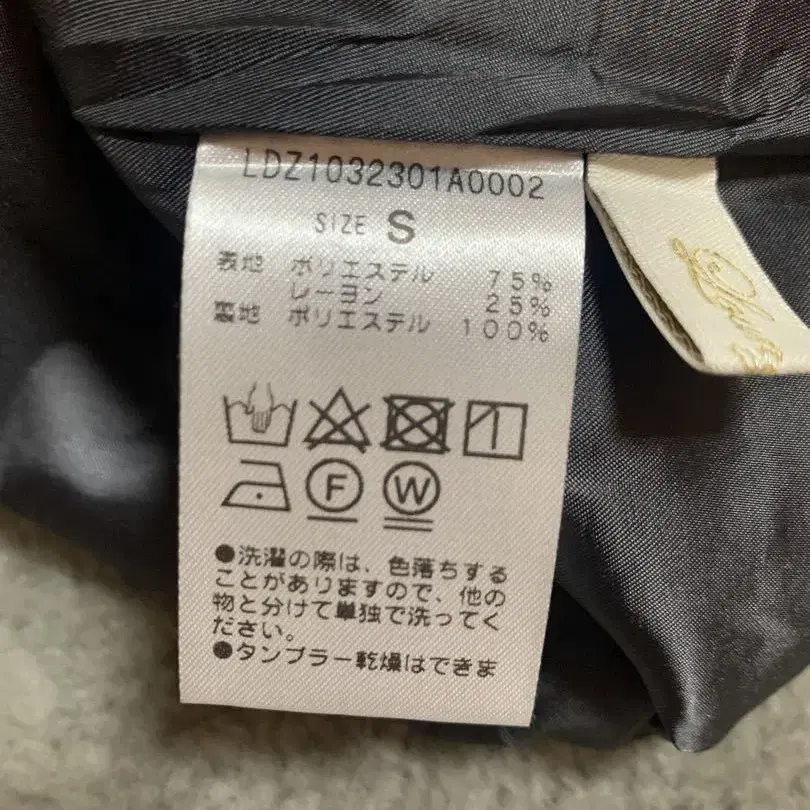 LDZ1032301A0002
SIZE S
表地 ポリエステル 75%
レーヨン 25%
裏地 ポリエステル 100%
F W
●洗濯の際は、色落ちする
ことがありますので、他の
物と分けて単独で洗ってく
ださい。
●タンブラー乾燥はできま